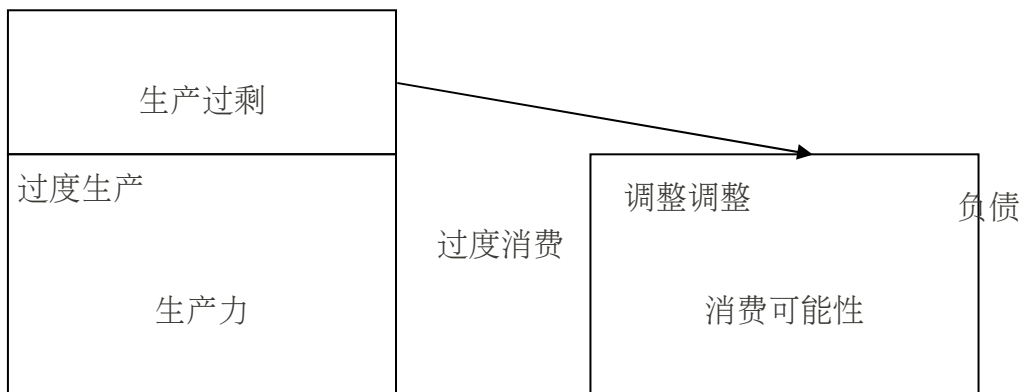 生产过剩
过度生产
调整调整
负债
过度消费
生产力
消费可能性